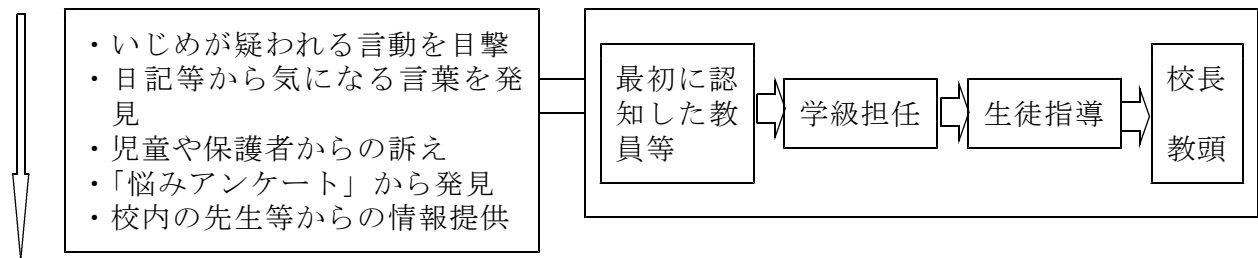 ・いじめが疑われる言動を目撃
・日記等から気になる言葉を発
見
・児童や保護者からの訴え
・「悩みアンケート」から発見
・校内の先生等からの情報提供
最初に認
知した教
員等
学級担任
生徒指導
校長
教頭